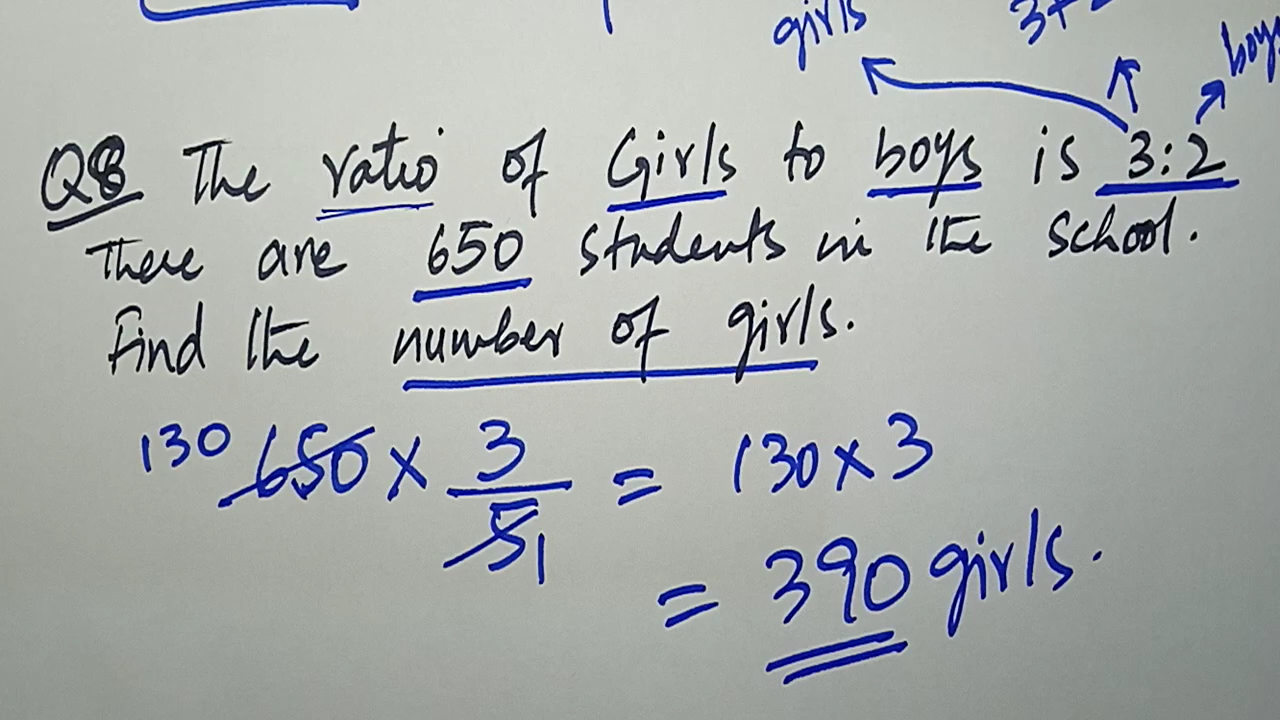 girls
3+
boys
Q8 The ratio of Girls to boys is 3:2
There are 650 students in the school.
Find the number of girls.
130 650 × 3/5 1 = 130 × 3
= 390 girls.